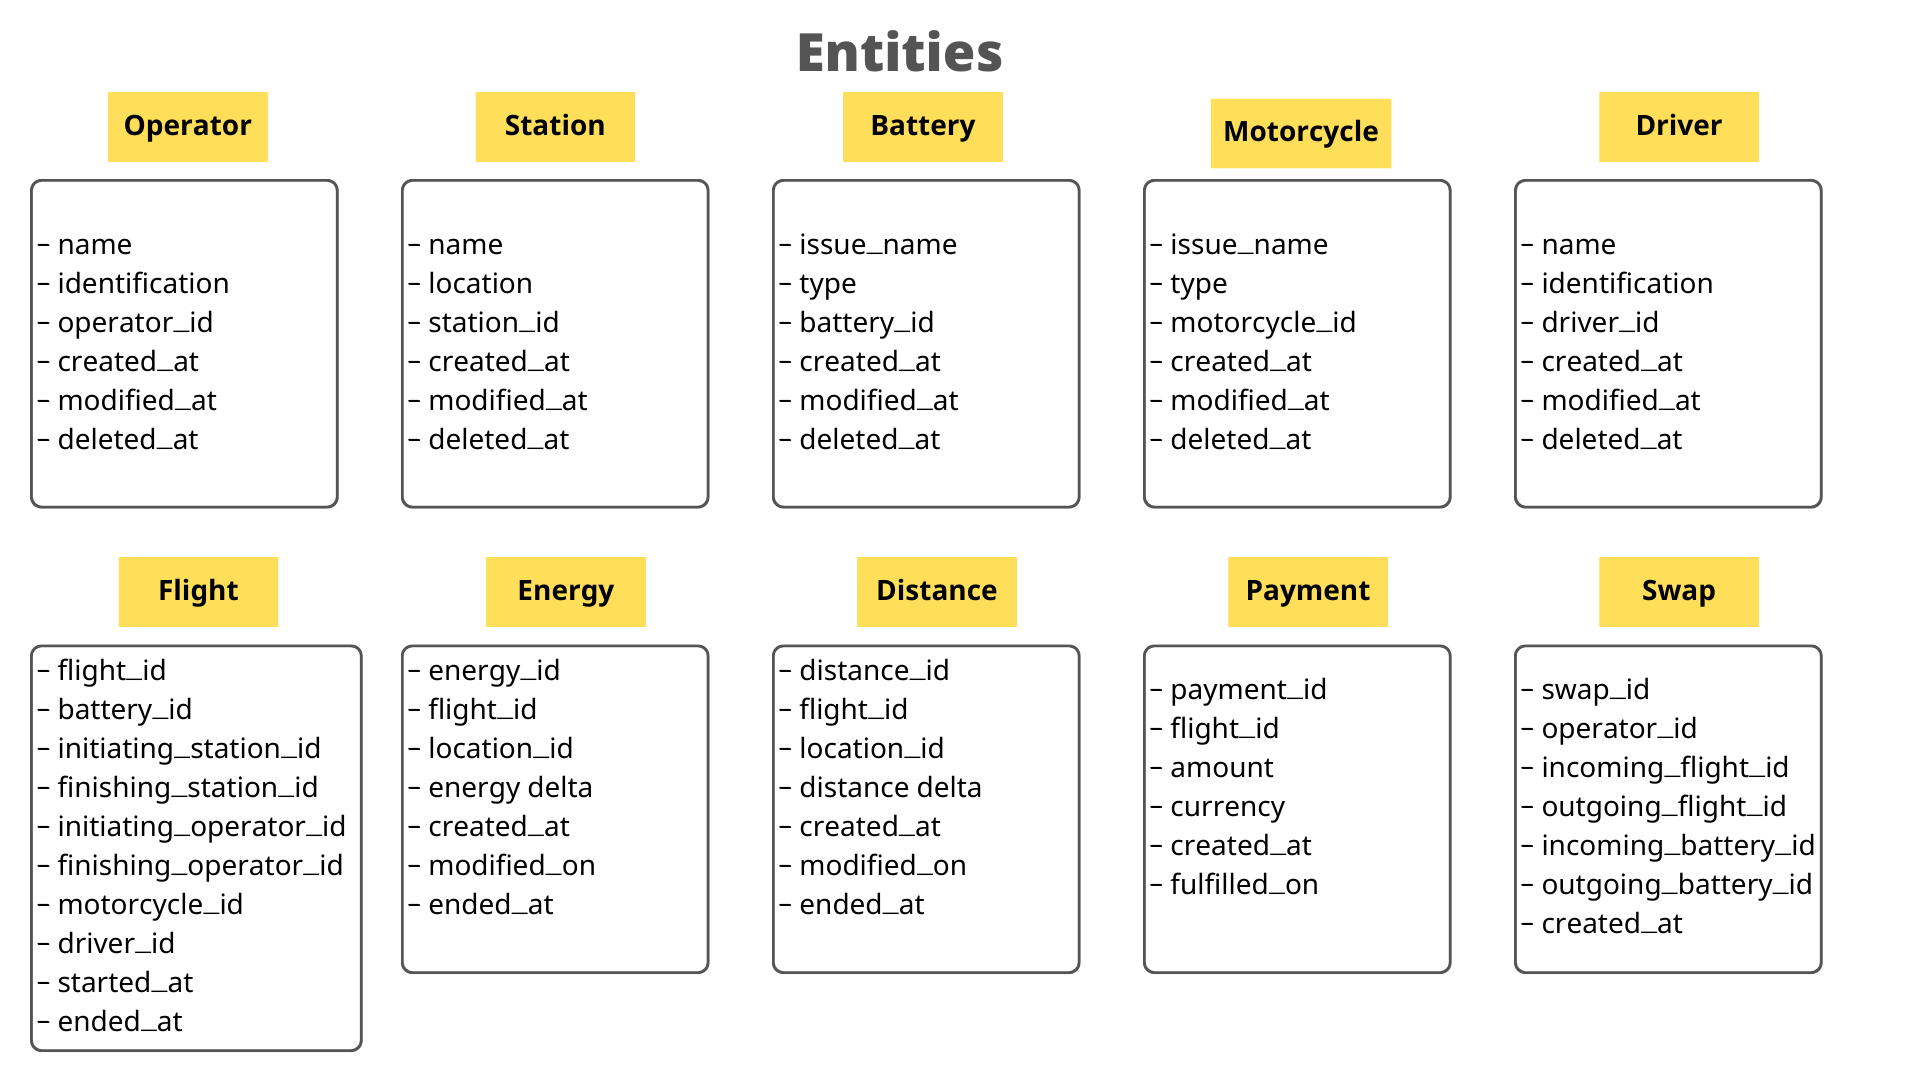 Entities
Operator
– name
– identification
– operator_id
– created_at
– modified_at
– deleted_at
Station
– name
– location
– station_id
– created_at
– modified_at
– deleted_at
Battery
– issue_name
– type
– battery_id
– created_at
– modified_at
– deleted_at
Motorcycle
– issue_name
– type
– motorcycle_id
– created_at
– modified_at
– deleted_at
Driver
– name
– identification
– driver_id
– created_at
– modified_at
– deleted_at
Flight
– flight_id
– battery_id
– initiating_station_id
– finishing_station_id
– initiating_operator_id
– finishing_operator_id
– motorcycle_id
– driver_id
– started_at
– ended_at
Energy
– energy_id
– flight_id
– location_id
– energy delta
– created_at
– modified_on
– ended_at
Distance
– distance_id
– flight_id
– location_id
– distance delta
– created_at
– modified_on
– ended_at
Payment
– payment_id
– flight_id
– amount
– currency
– created_at
– fulfilled_on
Swap
– swap_id
– operator_id
– incoming_flight_id
– outgoing_flight_id
– incoming_battery_id
– outgoing_battery_id
– created_at